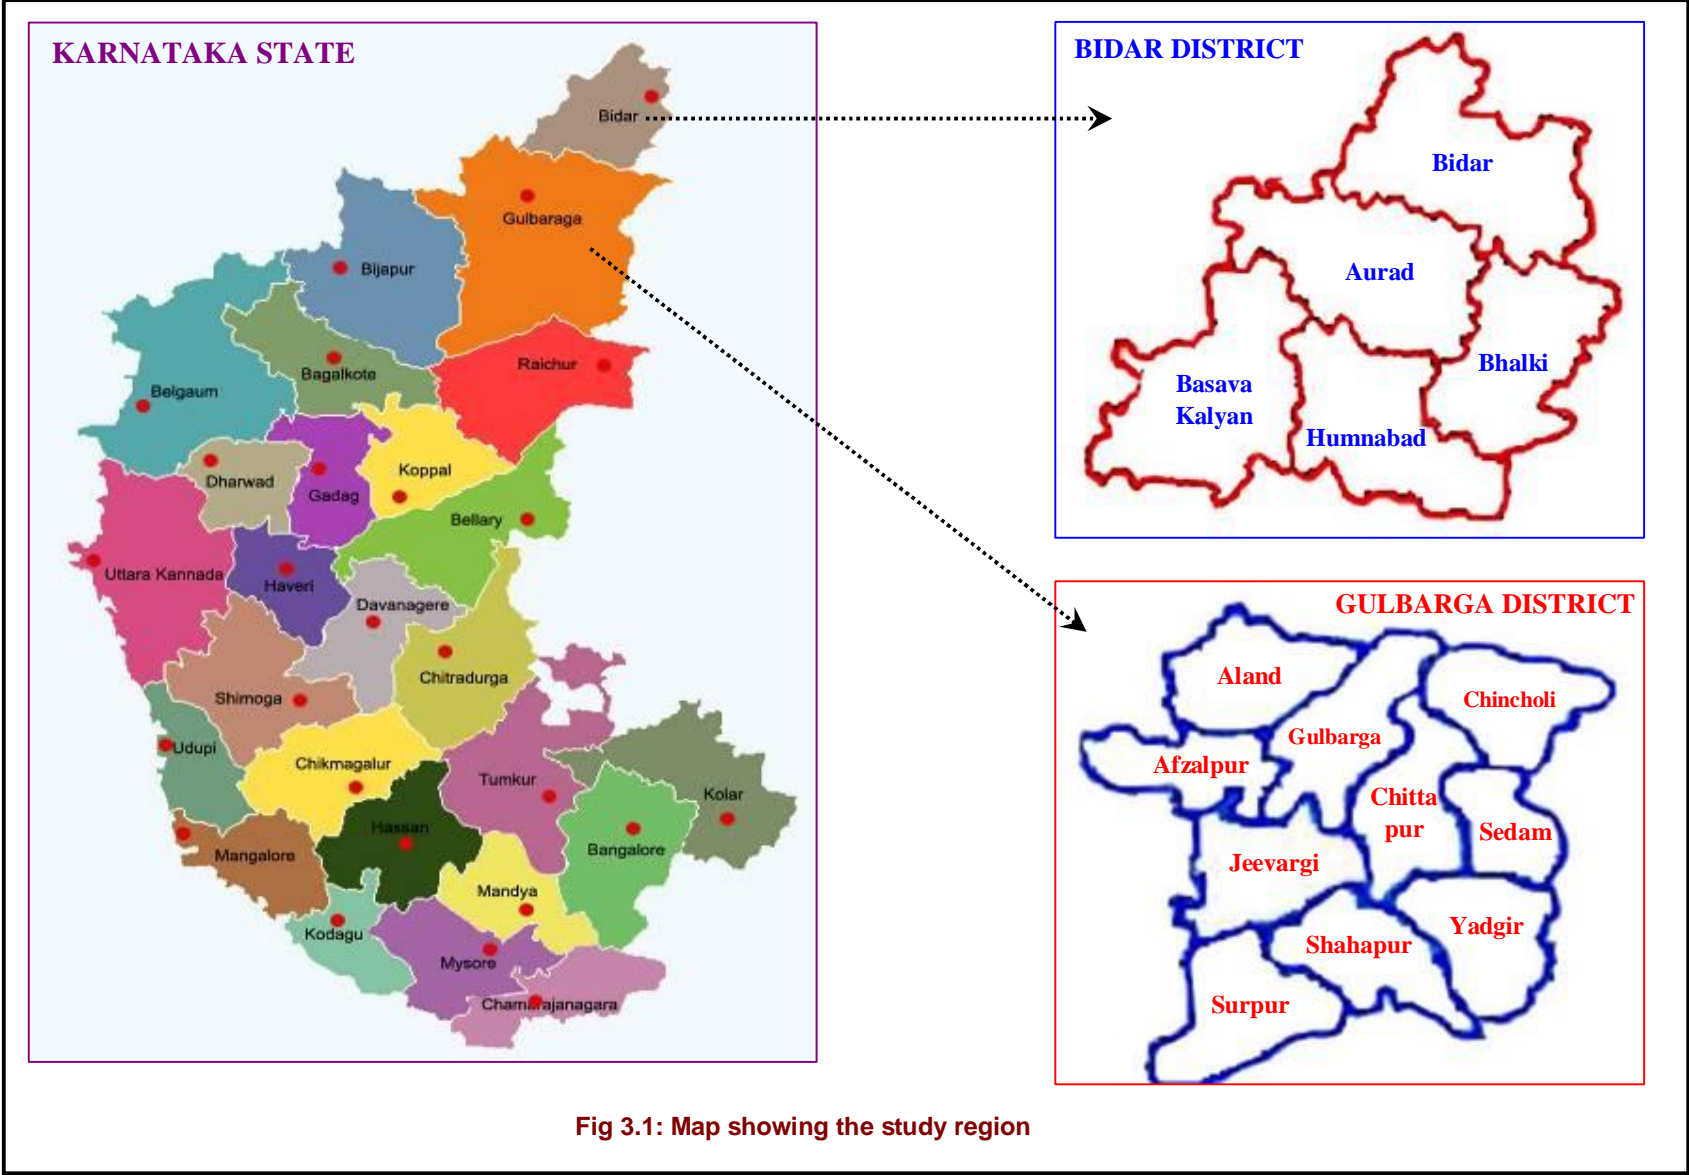 KARNATAKA STATE
Bidar
Gulbaraga
Bijapur
Raichur
Bagalkote
Belgaum
Koppal
Dharwad
Gadag
Bellary
Uttara Kannada
Haveri
Davanagere
Chitradurga
Shimoga
Udupi
Chikmagalur
Tumkur
Kolar
Hassan
Bangalore
Mangalore
Mandya
Kodagu
Mysore
Chamarajanagara
BIDAR DISTRICT
Bidar
Aurad
Bhalki
Basava
Kalyan
Humnabad
GULBARGA DISTRICT
Aland
Chincholi
Gulbarga
Afzalpur
Chitta
pur
Sedam
Jeevargi
Yadgir
Shahapur
Surpur
Fig 3.1: Map showing the study region